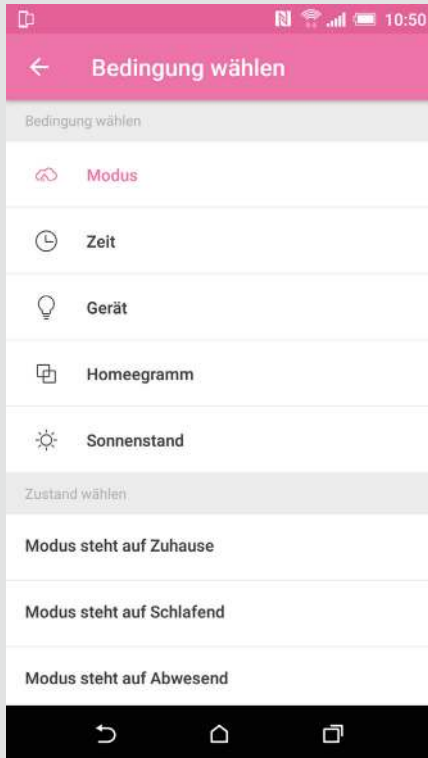 10:50
Bedingung wählen
Bedingung wählen
Modus
Zeit
Gerät
Homeegramm
Sonnenstand
Zustand wählen
Modus steht auf Zuhause
Modus steht auf Schlafend
Modus steht auf Abwesend